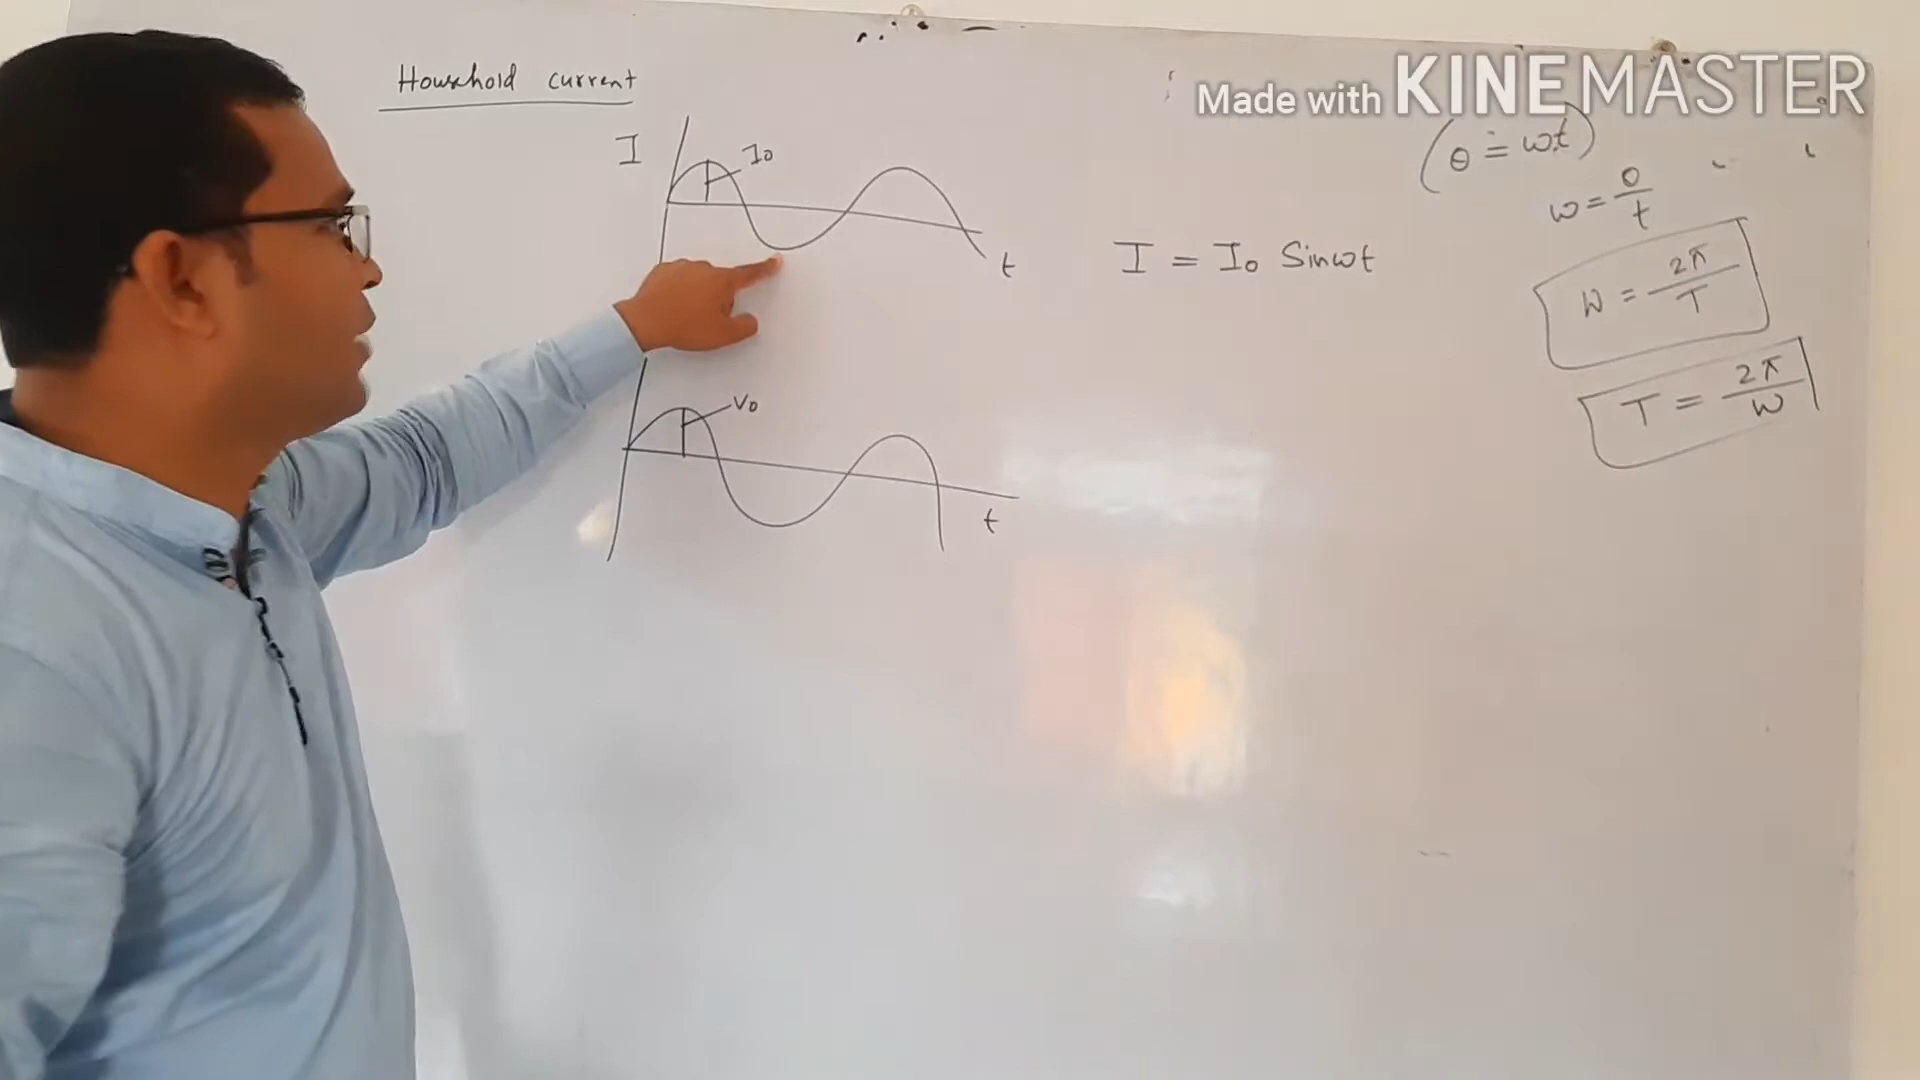 Household current
Made with KINEMASTER
I
I₀
t
I = I₀ Sinωt
V₀
t
(θ = ωt)
ω = θ/t
ω = 2π/T
T = 2π/ω